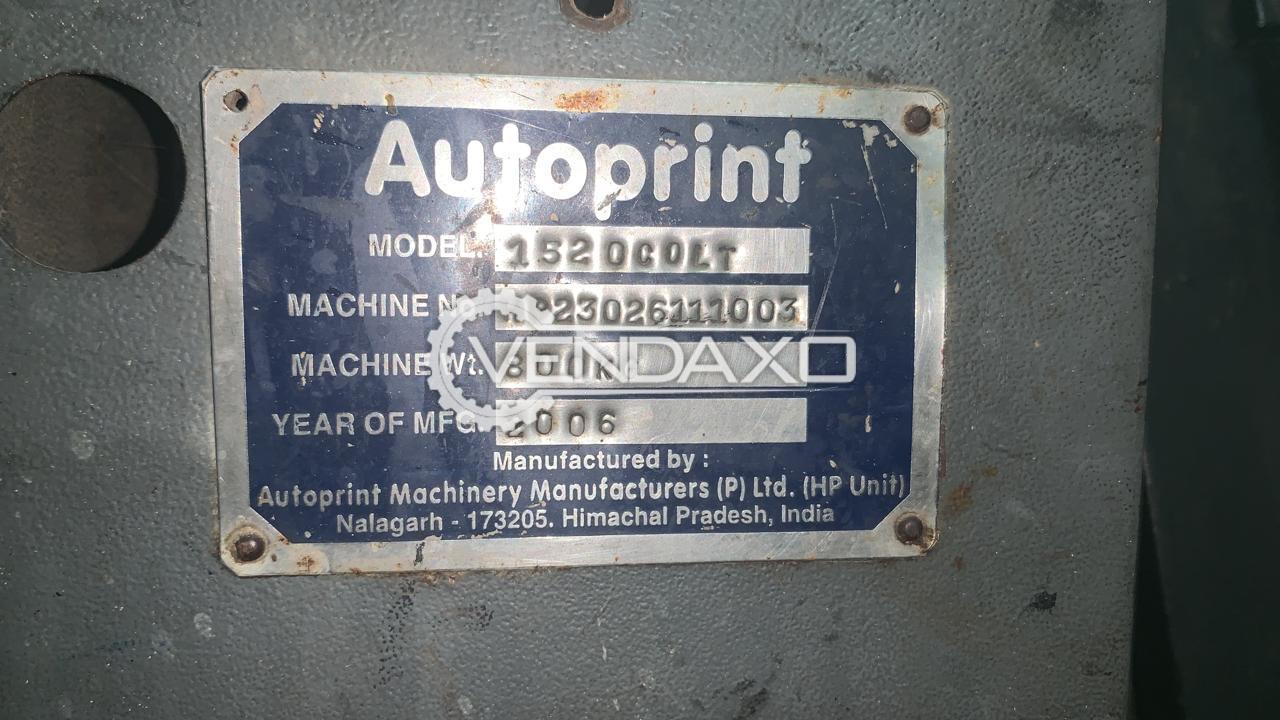 Autoprint
MODEL. 1520COLT
MACHINE No. 23026111003
MACHINE Wt.
VENDAXO
YEAR OF MFG. 2006
Manufactured by :
Autoprint Machinery Manufacturers (P) Ltd. (HP Unit)
Nalagarh - 173205. Himachal Pradesh, India